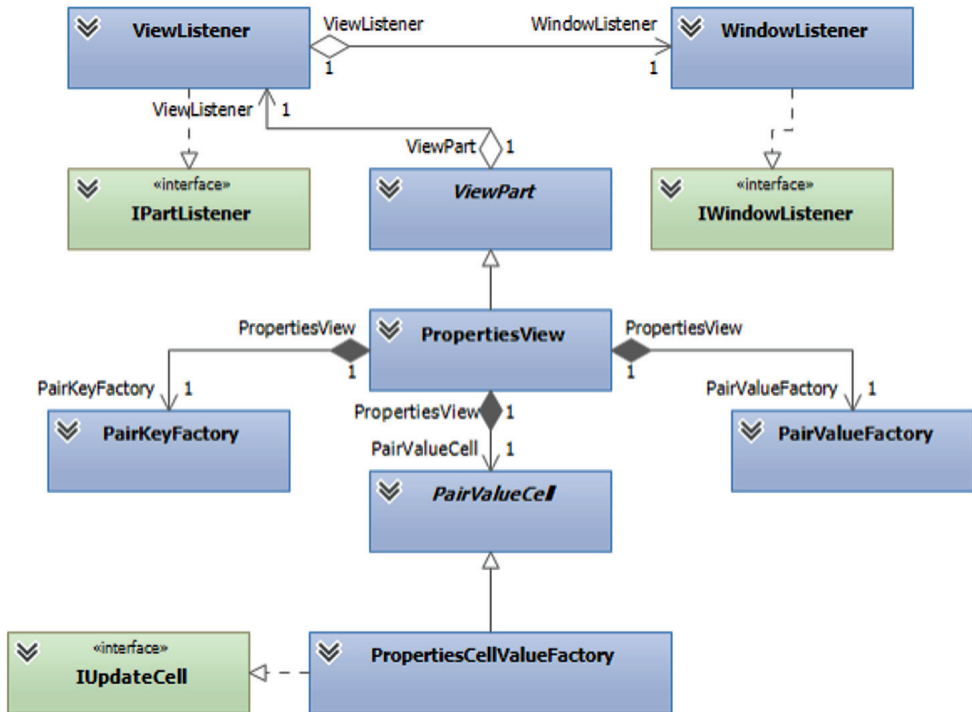 ViewListener
ViewListener
WindowListener
WindowListener
1
1
ViewListener
1
ViewPart
1
«interface»
IPartListener
ViewPart
«interface»
IWindowListener
PropertiesView
PropertiesView
PropertiesView
1
1
PairKeyFactory
1
PropertiesView
1
PairValueFactory
1
PairKeyFactory
PairValueCell
1
PairValueFactory
PairValueCell
«interface»
IUpdateCell
PropertiesCellValueFactory